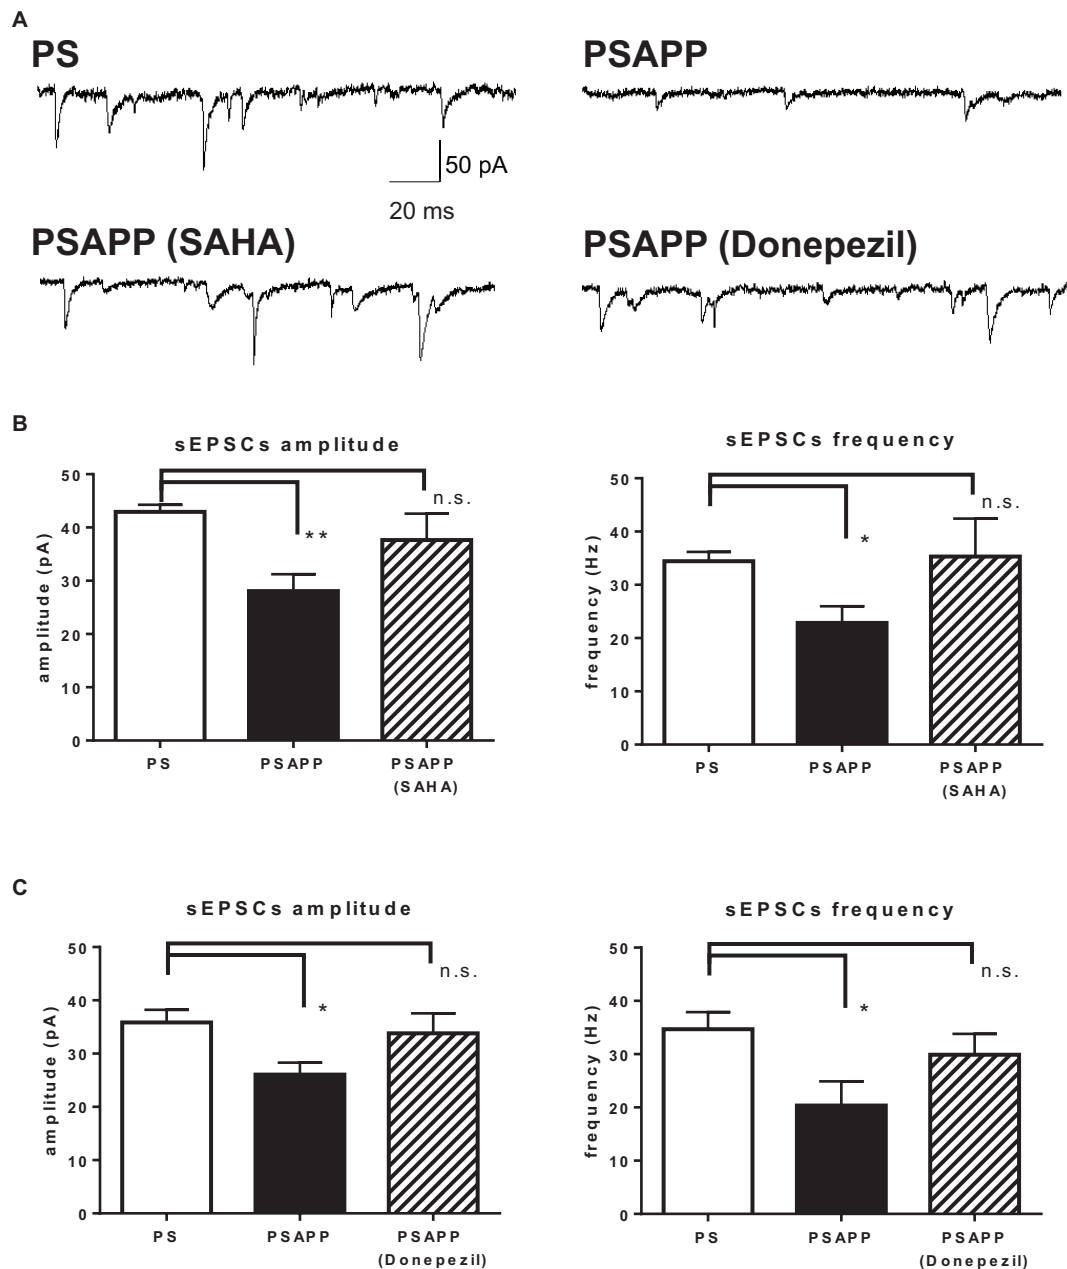 A
PS
PSAPP
50 pA
20 ms
PSAPP (SAHA)
PSAPP (Donepezil)
B
sEPSCs amplitude
amplitude (pA)
50
40
30
20
10
0
n.s.
**
PS
PSAPP
PSAPP
(SAHA)
sEPSCs frequency
frequency (Hz)
50
40
30
20
10
0
n.s.
*
PS
PSAPP
PSAPP
(SAHA)
C
sEPSCs amplitude
amplitude (pA)
50
40
30
20
10
0
n.s.
*
PS
PSAPP
PSAPP
(Donepezil)
sEPSCs frequency
frequency (Hz)
50
40
30
20
10
0
n.s.
*
PS
PSAPP
PSAPP
(Donepezil)